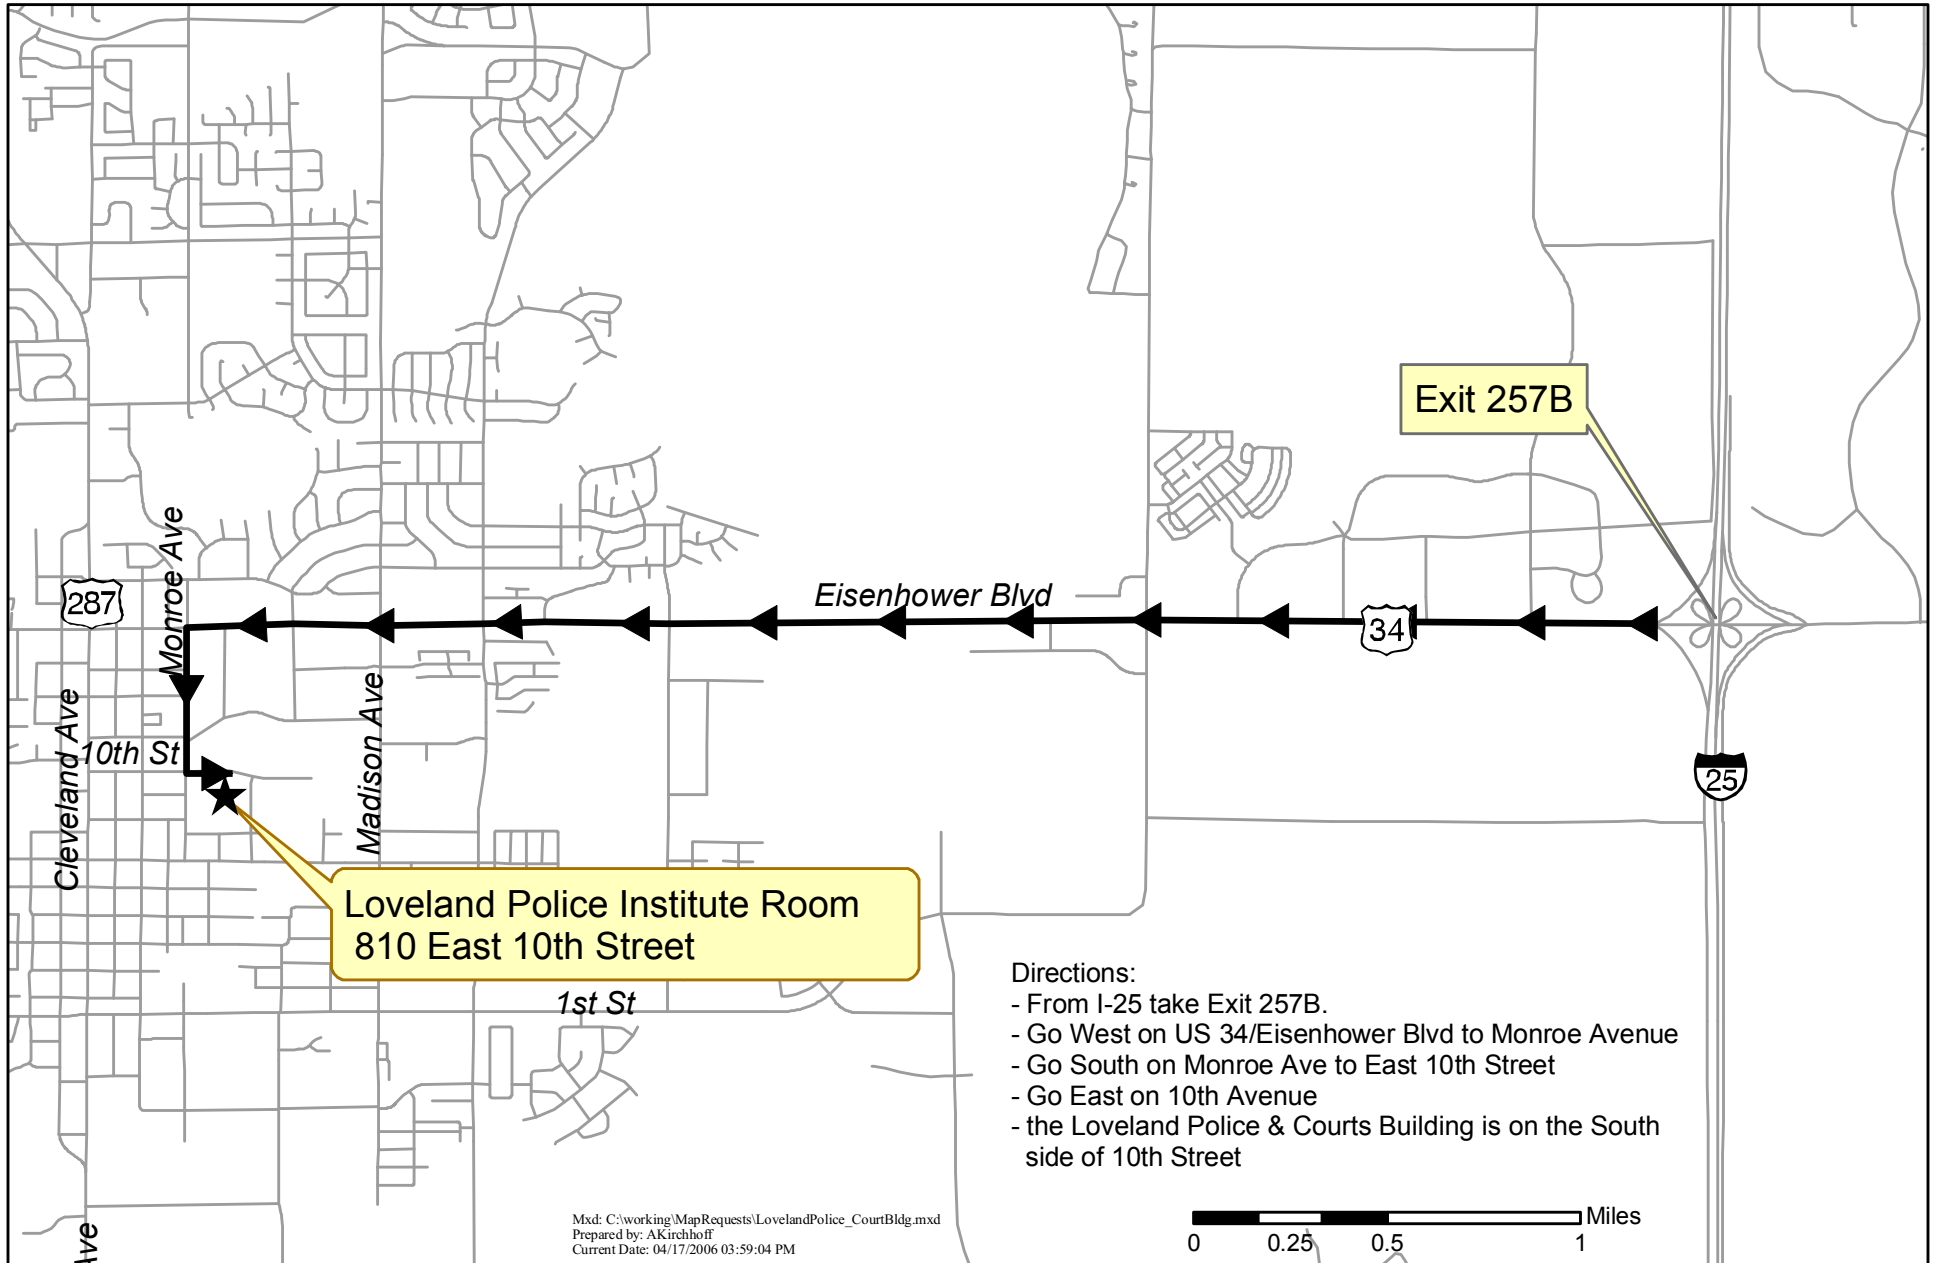 Exit 257B
Monroe Ave
287
Eisenhower Blvd
34
Cleveland Ave
10th St
Madison Ave
25
Loveland Police Institute Room
810 East 10th Street
1st St
Directions:
- From I-25 take Exit 257B.
- Go West on US 34/Eisenhower Blvd to Monroe Avenue
- Go South on Monroe Ave to East 10th Street
- Go East on 10th Avenue
- the Loveland Police & Courts Building is on the South
side of 10th Street
Ave
Mxd: C:\working\MapRequests\LovelandPolice_CourtBldg.mxd
Prepared by: AKirchhoff
Current Date: 04/17/2006 03:59:04 PM
Miles
0 0.25 0.5 1